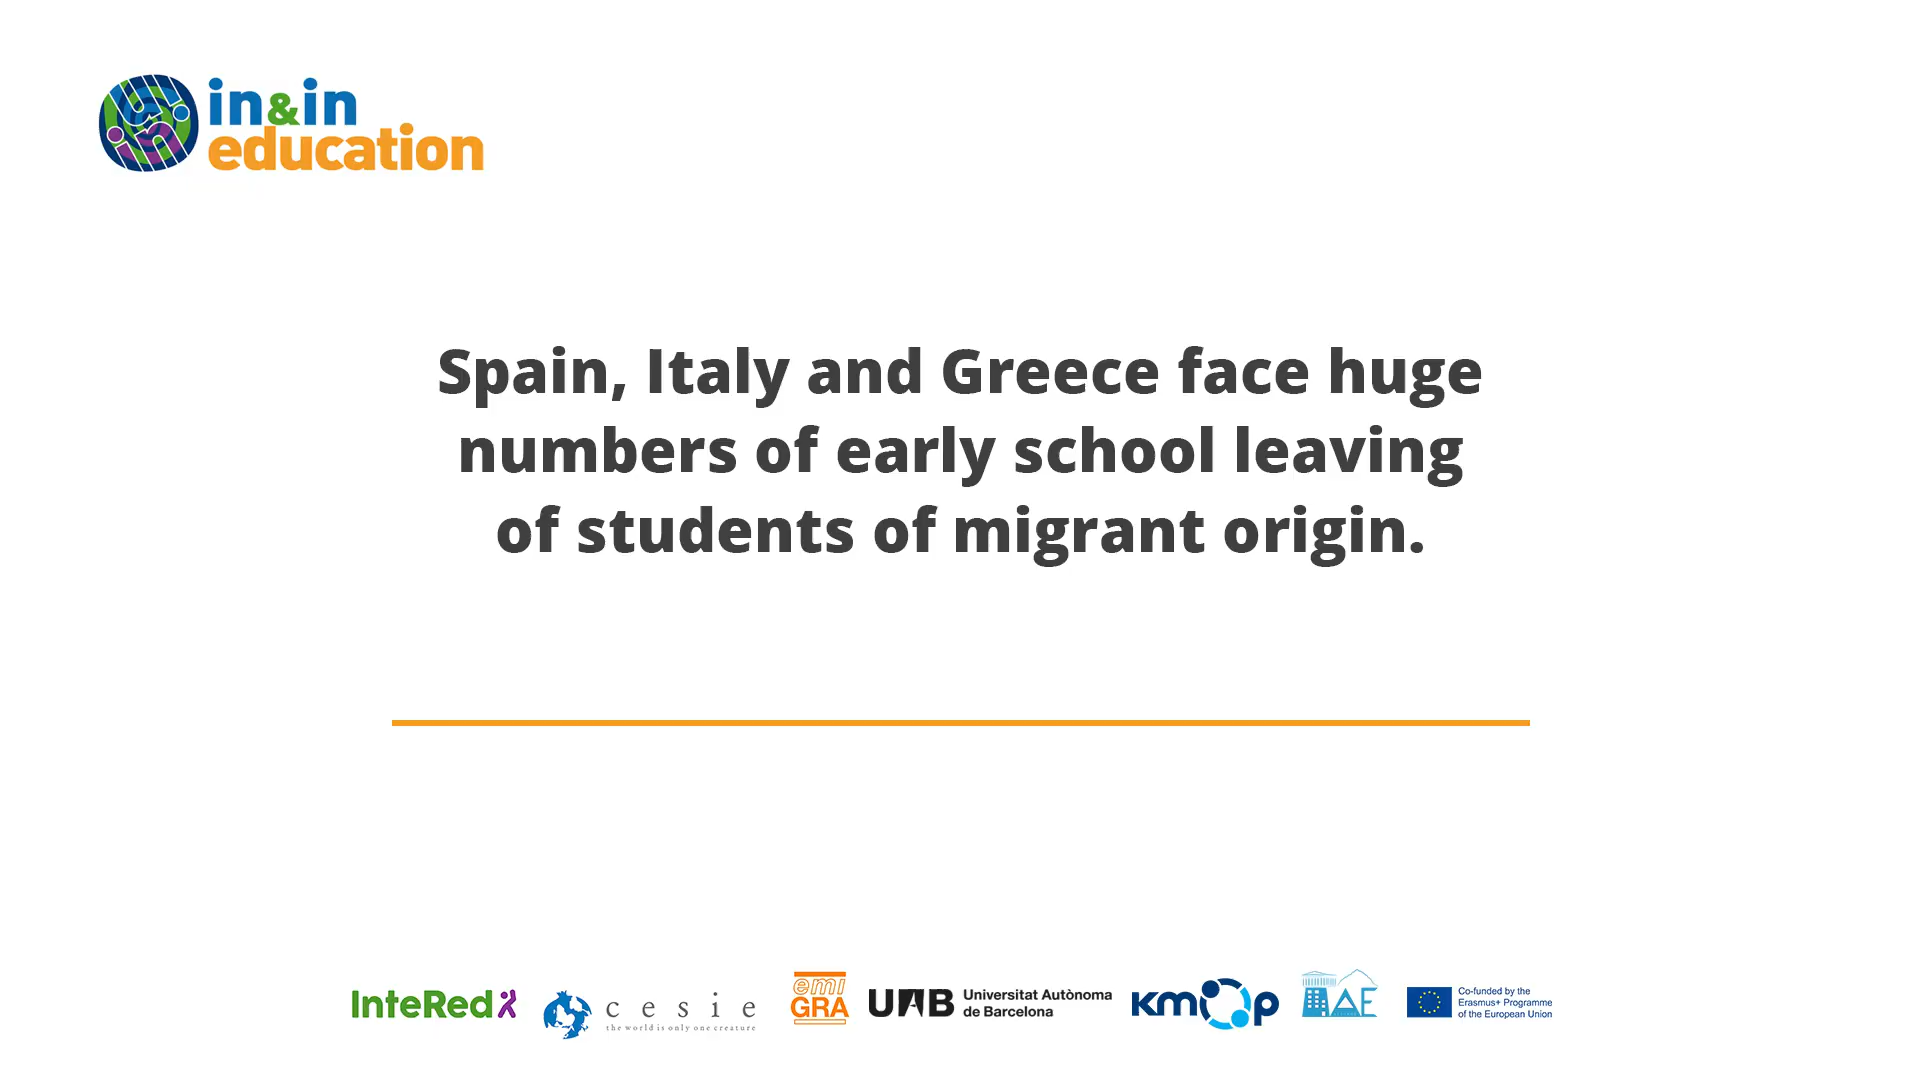 in&in
education
Spain, Italy and Greece face huge
numbers of early school leaving
of students of migrant origin.
InteRed
cesie
the world is only one creature
emi
GRA
UAB
Universitat Autònoma
de Barcelona
kmop
Co-funded by the
Erasmus+ Programme
of the European Union